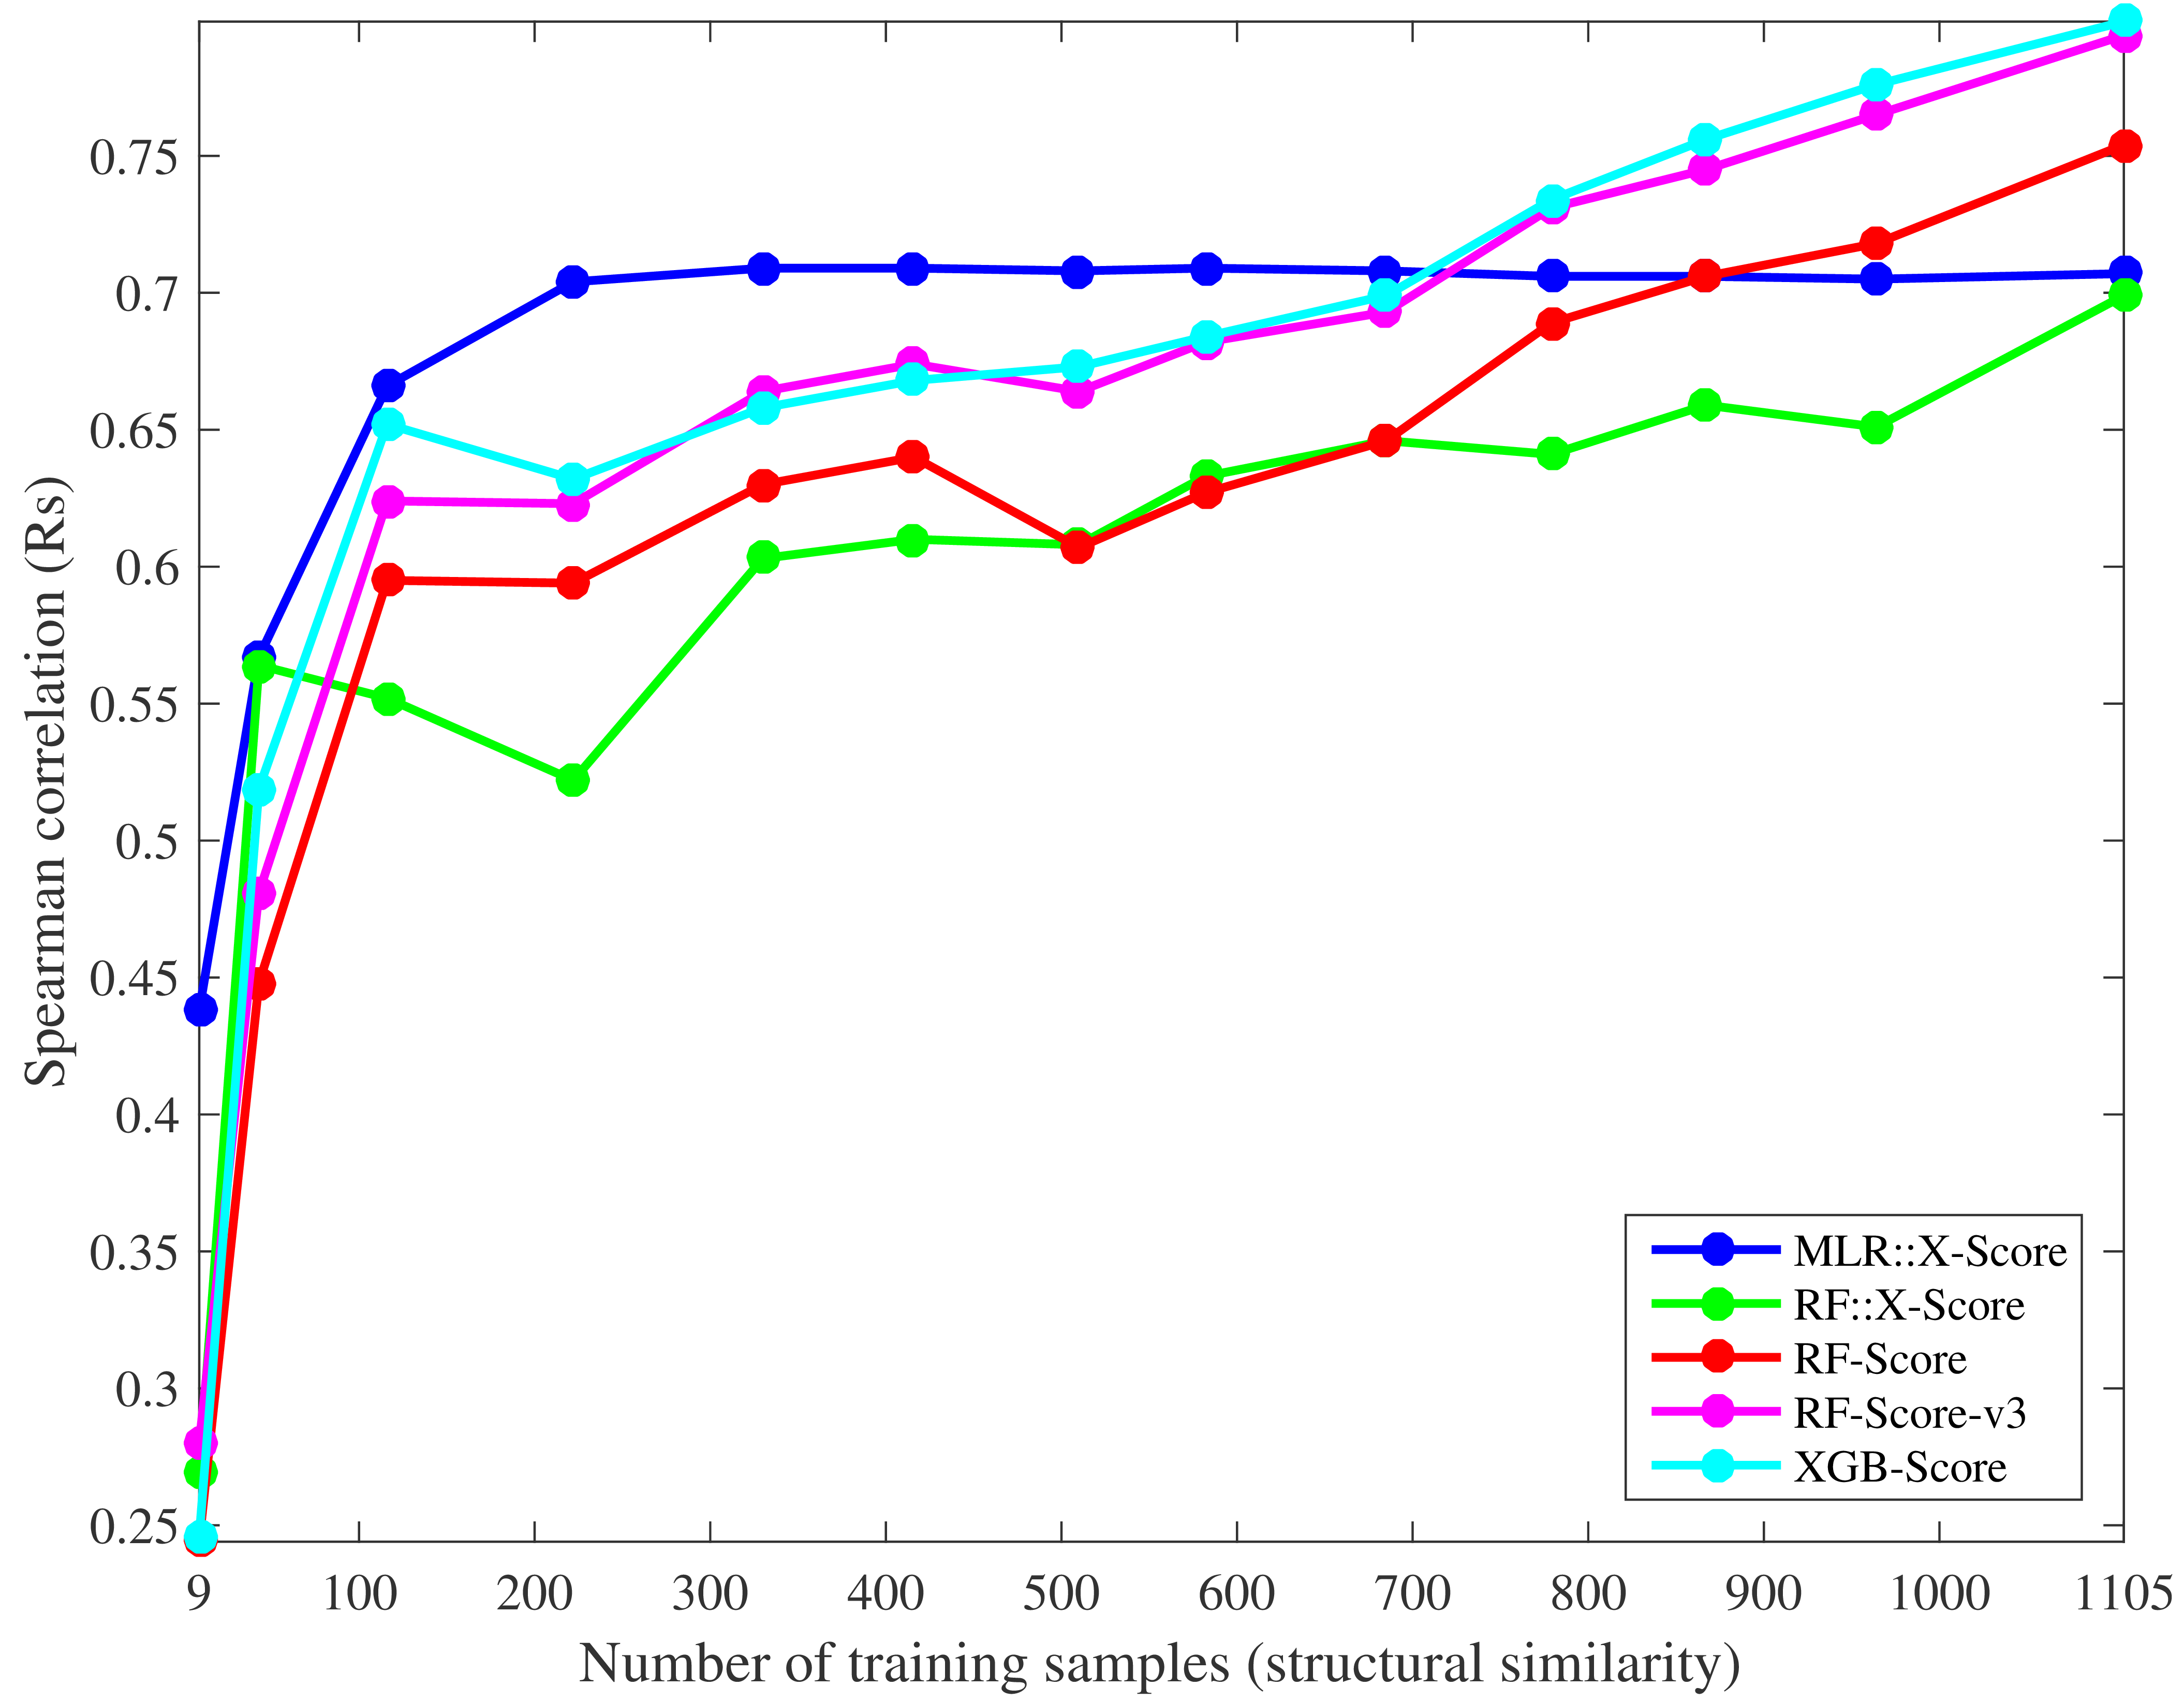 Spearman correlation (Rs)
0.75
0.7
0.65
0.6
0.55
0.5
0.45
0.4
0.35
0.3
0.25
9 100 200 300 400 500 600 700 800 900 1000 1105
Number of training samples (structural similarity)
MLR::X-Score
RF::X-Score
RF-Score
RF-Score-v3
XGB-Score